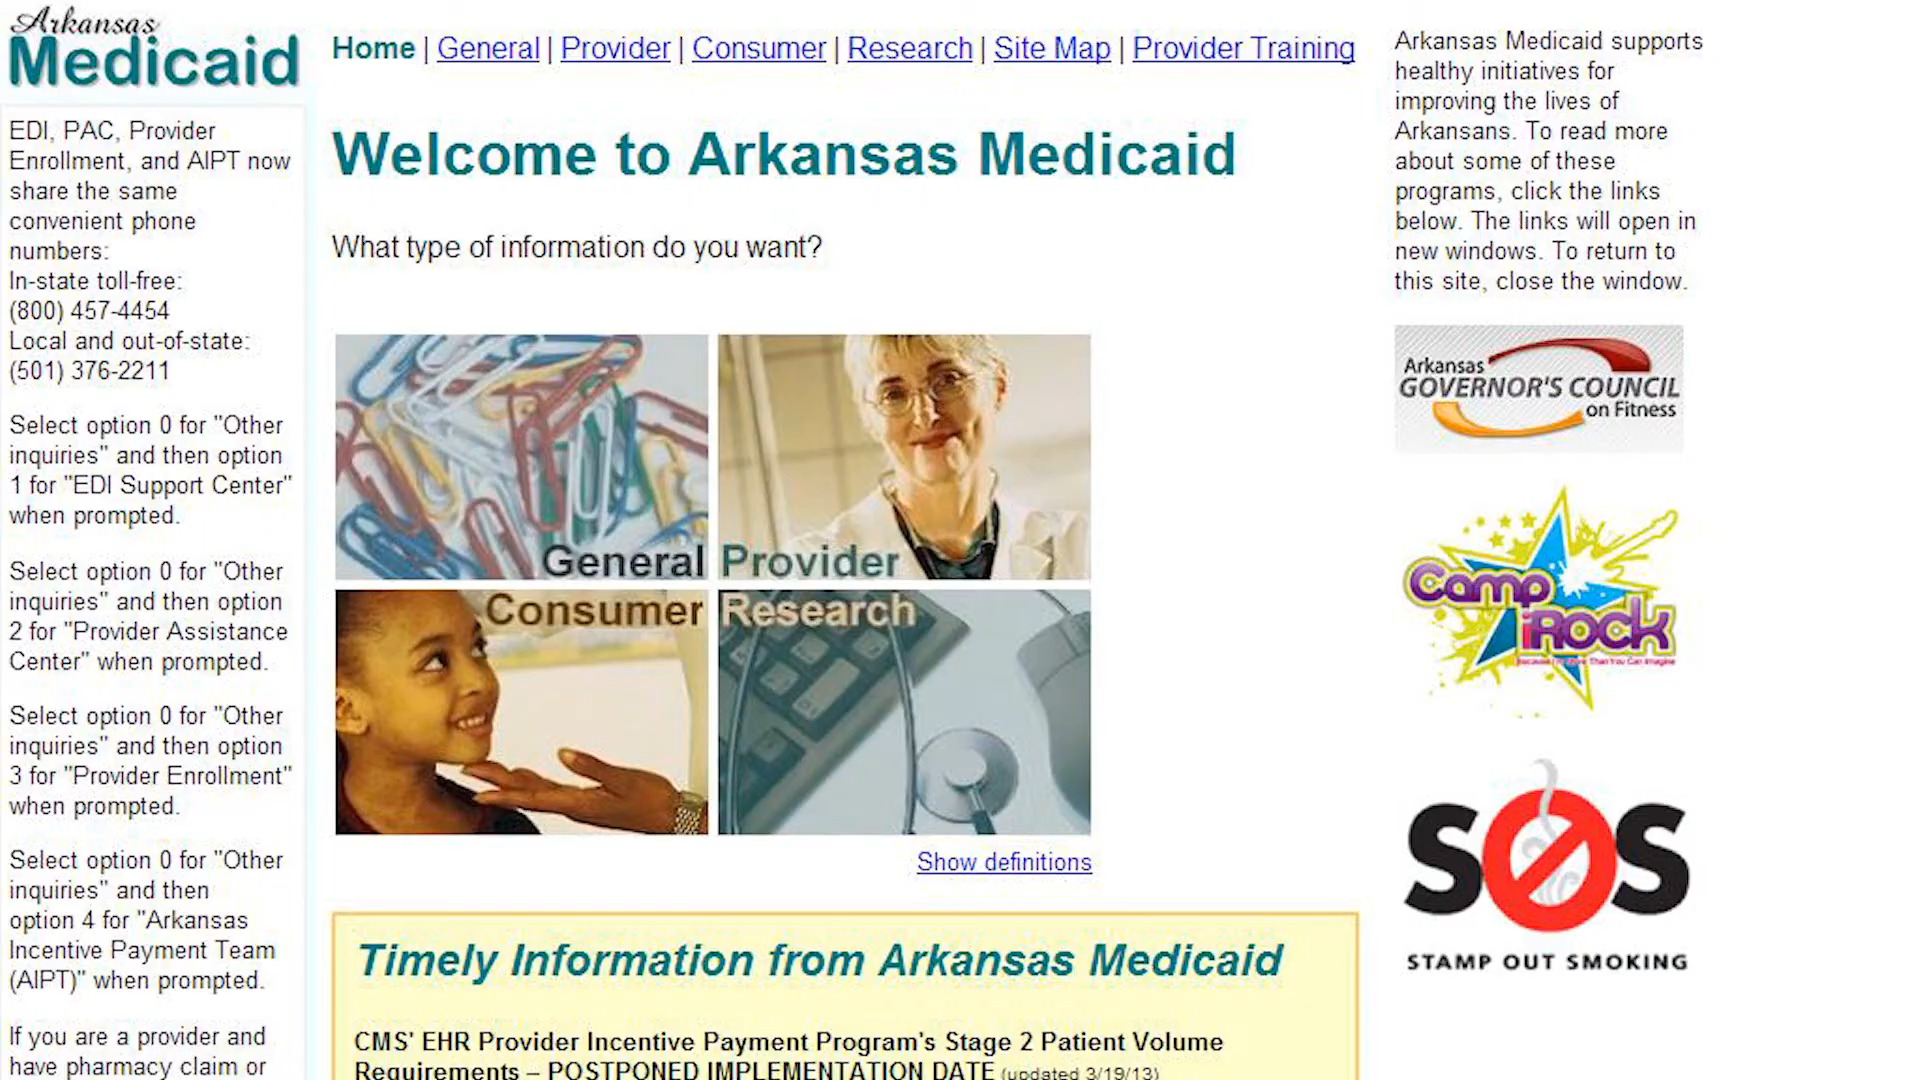 Arkansas
Medicaid
EDI, PAC, Provider
Enrollment, and AIPT now
share the same
convenient phone
numbers:
In-state toll-free:
(800) 457-4454
Local and out-of-state:
(501) 376-2211
Select option 0 for "Other
inquiries" and then option
1 for "EDI Support Center"
when prompted.
Select option 0 for "Other
inquiries" and then option
2 for "Provider Assistance
Center" when prompted.
Select option 0 for "Other
inquiries" and then option
3 for "Provider Enrollment"
when prompted.
Select option 0 for "Other
inquiries" and then
option 4 for "Arkansas
Incentive Payment Team
(AIPT)" when prompted.
If you are a provider and
have pharmacy claim or
Home | General | Provider | Consumer | Research | Site Map | Provider Training
Welcome to Arkansas Medicaid
What type of information do you want?
General
Provider
Consumer
Research
Show definitions
Timely Information from Arkansas Medicaid
CMS' EHR Provider Incentive Payment Program's Stage 2 Patient Volume
Requirements – POSTPONED IMPLEMENTATION DATE (updated 3/19/13)
Arkansas Medicaid supports
healthy initiatives for
improving the lives of
Arkansans. To read more
about some of these
programs, click the links
below. The links will open in
new windows. To return to
this site, close the window.
Arkansas
GOVERNOR'S COUNCIL
on Fitness
Camp
iRock
Because I'm More Than You Can Imagine
SOS
STAMP OUT SMOKING